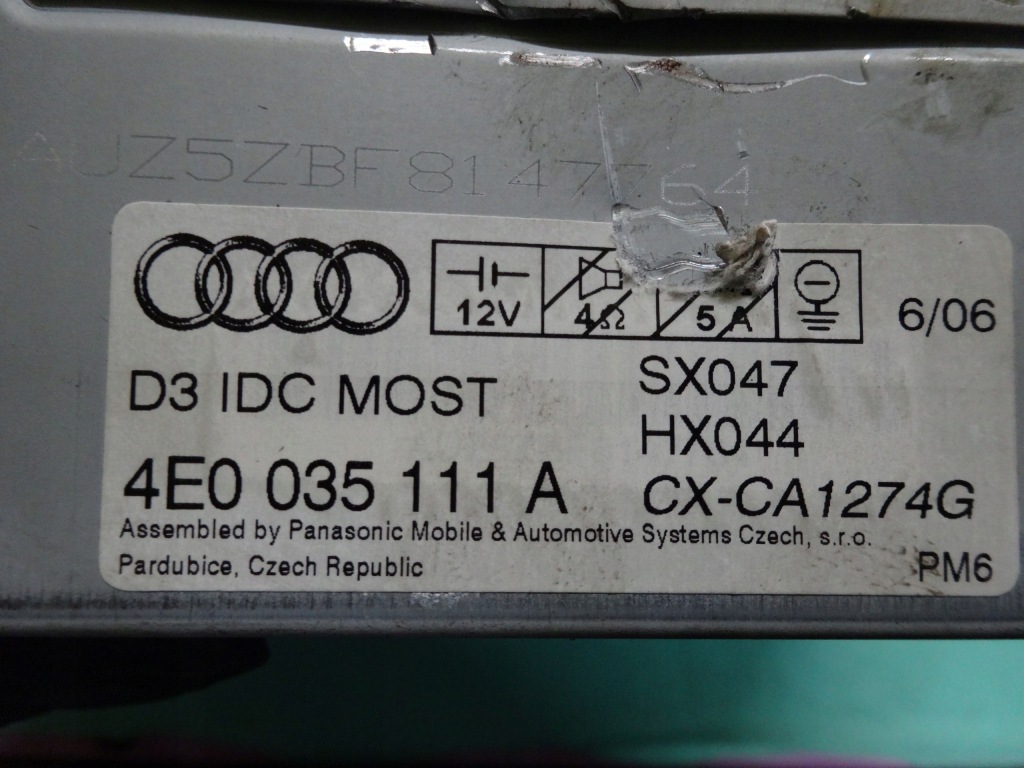 AUZ5ZBF8147764
12V 4Ω 5 A 6/06
D3 IDC MOST SX047
HX044
4E0 035 111 A CX-CA1274G
Assembled by Panasonic Mobile & Automotive Systems Czech, s.r.o.
Pardubice, Czech Republic PM6